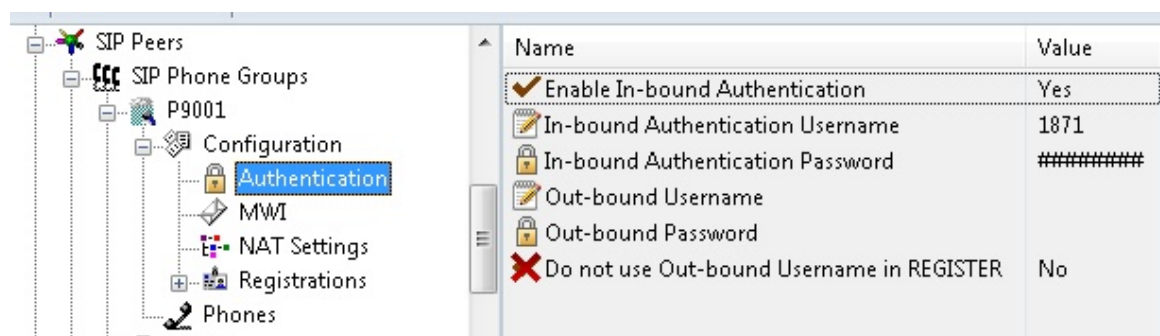 SIP Peers
SIP Phone Groups
P9001
Configuration
Authentication
MWI
NAT Settings
Registrations
Phones
Name Value
Enable In-bound Authentication Yes
In-bound Authentication Username 1871
In-bound Authentication Password #########
Out-bound Username
Out-bound Password
Do not use Out-bound Username in REGISTER No